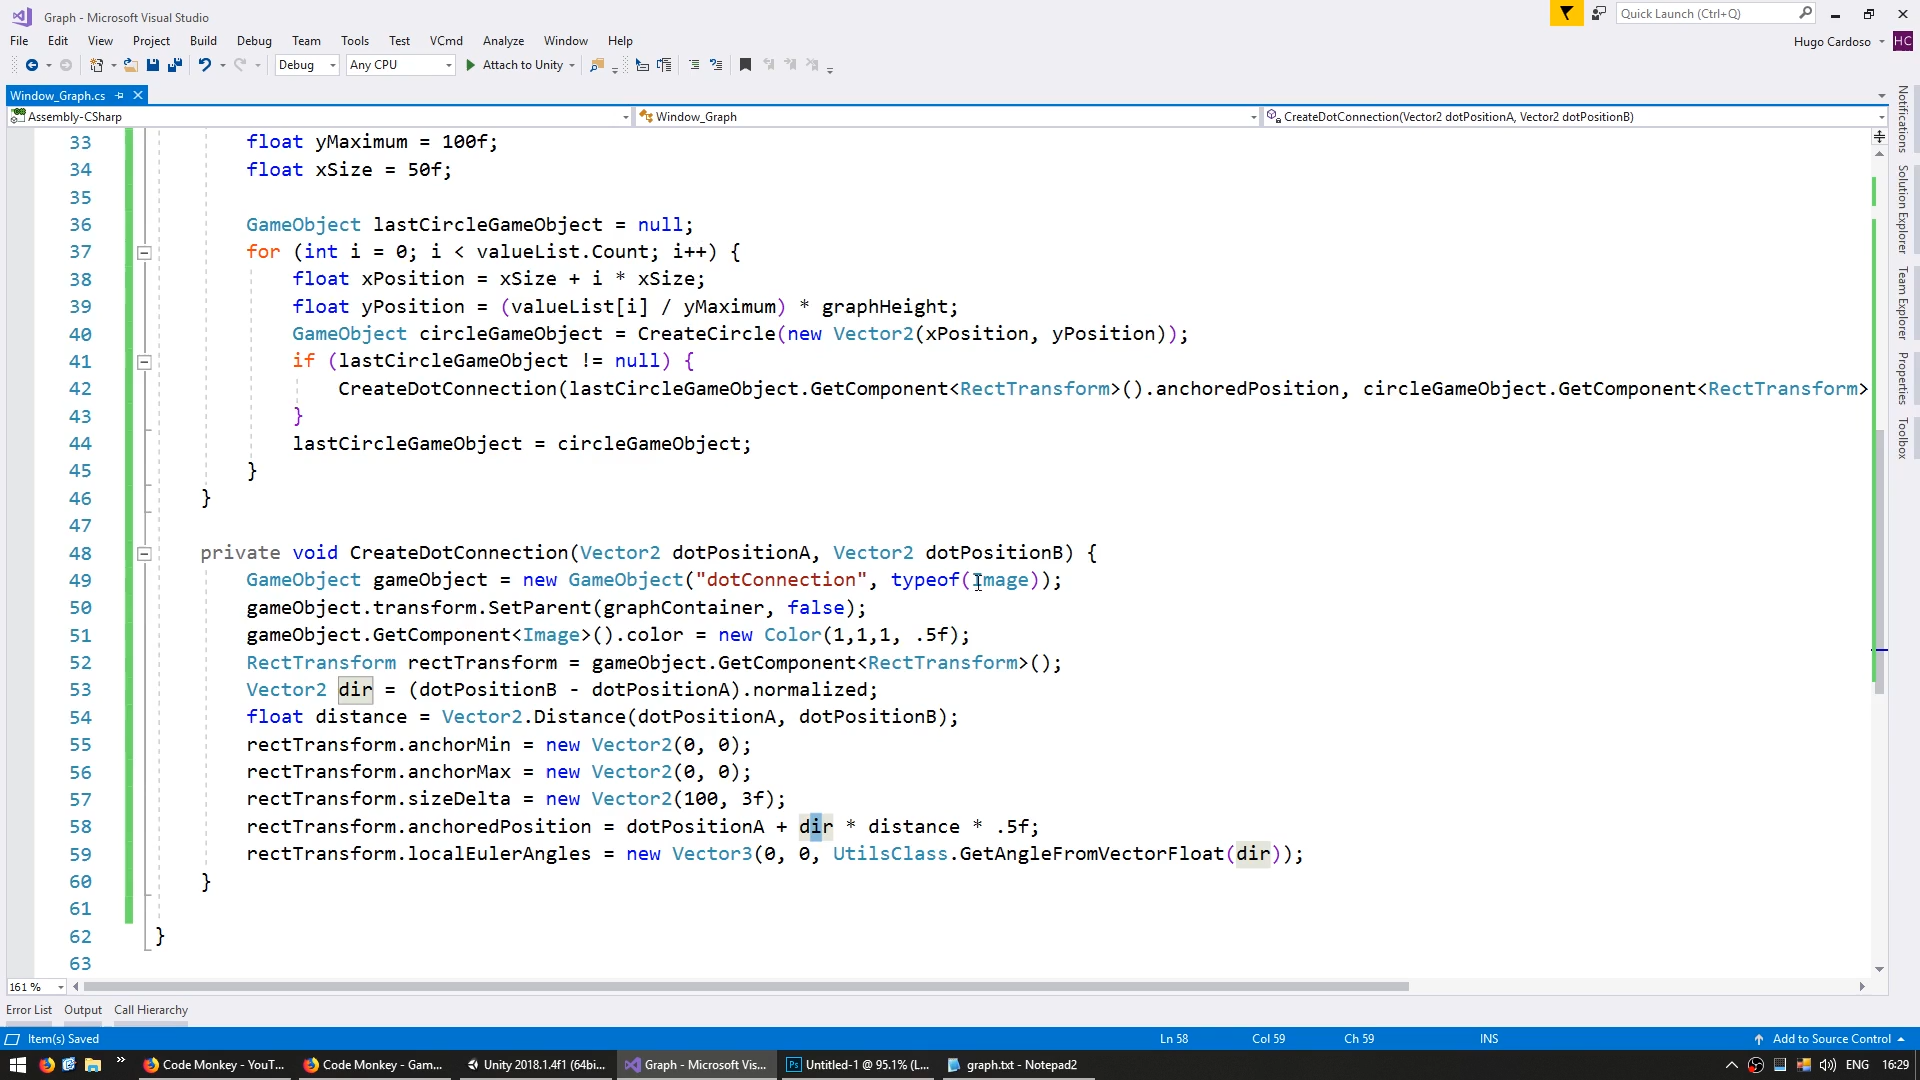 Graph - Microsoft Visual Studio
Quick Launch (Ctrl+Q)
File Edit View Project Build Debug Team Tools Test VCmd Analyze Window Help
Hugo Cardoso HC
Debug Any CPU Attach to Unity
Window_Graph.cs
Assembly-CSharp Window_Graph CreateDotConnection(Vector2 dotPositionA, Vector2 dotPositionB)
33 float yMaximum = 100f;
34 float xSize = 50f;
35
36 GameObject lastCircleGameObject = null;
37 for (int i = 0; i < valueList.Count; i++) {
38 float xPosition = xSize + i * xSize;
39 float yPosition = (valueList[i] / yMaximum) * graphHeight;
40 GameObject circleGameObject = CreateCircle(new Vector2(xPosition, yPosition));
41 if (lastCircleGameObject != null) {
42 CreateDotConnection(lastCircleGameObject.GetComponent<RectTransform>().anchoredPosition, circleGameObject.GetComponent<RectTransform>
43 }
44 lastCircleGameObject = circleGameObject;
45 }
46 }
47
48 private void CreateDotConnection(Vector2 dotPositionA, Vector2 dotPositionB) {
49 GameObject gameObject = new GameObject("dotConnection", typeof(Image));
50 gameObject.transform.SetParent(graphContainer, false);
51 gameObject.GetComponent<Image>().color = new Color(1,1,1, .5f);
52 RectTransform rectTransform = gameObject.GetComponent<RectTransform>();
53 Vector2 dir = (dotPositionB - dotPositionA).normalized;
54 float distance = Vector2.Distance(dotPositionA, dotPositionB);
55 rectTransform.anchorMin = new Vector2(0, 0);
56 rectTransform.anchorMax = new Vector2(0, 0);
57 rectTransform.sizeDelta = new Vector2(100, 3f);
58 rectTransform.anchoredPosition = dotPositionA + dir * distance * .5f;
59 rectTransform.localEulerAngles = new Vector3(0, 0, UtilsClass.GetAngleFromVectorFloat(dir));
60 }
61
62 }
63
Notifications
Solution Explorer
Team Explorer
Properties
Toolbox
161 %
Error List Output Call Hierarchy
Item(s) Saved Ln 58 Col 59 Ch 59 INS Add to Source Control
Code Monkey - YouT... Code Monkey - Gam... Unity 2018.1.4f1 (64bi... Graph - Microsoft Vis... Untitled-1 @ 95.1% (L... graph.txt - Notepad2 ENG 16:29